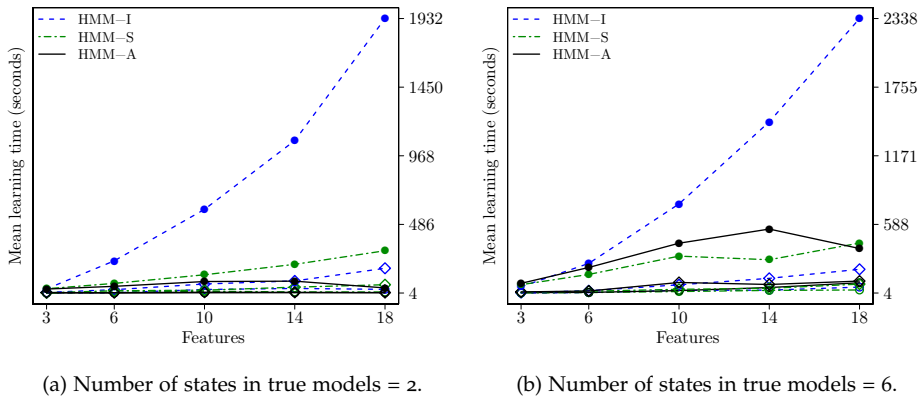 HMM−I
HMM−S
HMM−A
Mean learning time (seconds)
1932
1450
968
486
4
3 6 10 14 18
Features
(a) Number of states in true models = 2.
HMM−I
HMM−S
HMM−A
Mean learning time (seconds)
2338
1755
1171
588
4
3 6 10 14 18
Features
(b) Number of states in true models = 6.